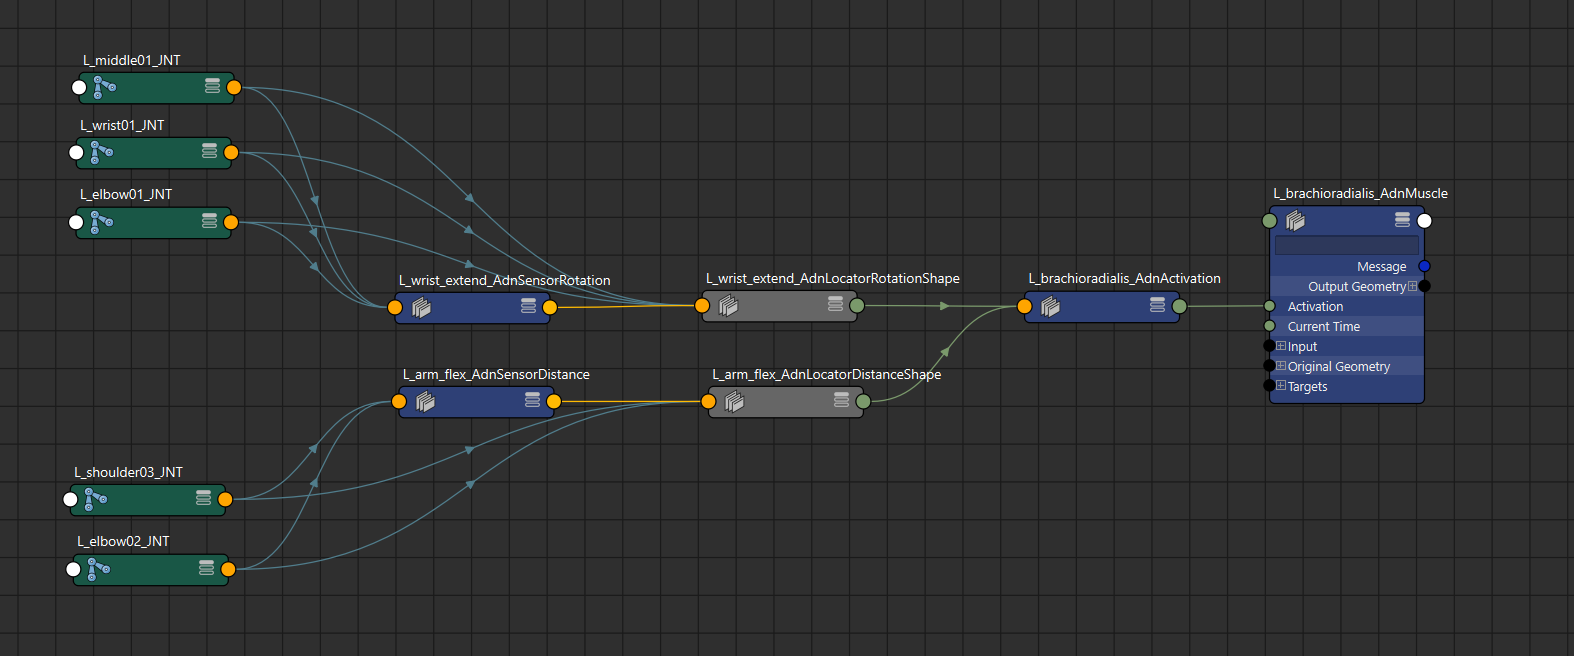 L_middle01_JNT
L_wrist01_JNT
L_elbow01_JNT
L_wrist_extend_AdnSensorRotation
L_wrist_extend_AdnLocatorRotationShape
L_brachioradialis_AdnActivation
L_brachioradialis_AdnMuscle
Message
Output Geometry
Activation
Current Time
Input
Original Geometry
Targets
L_arm_flex_AdnSensorDistance
L_arm_flex_AdnLocatorDistanceShape
L_shoulder03_JNT
L_elbow02_JNT